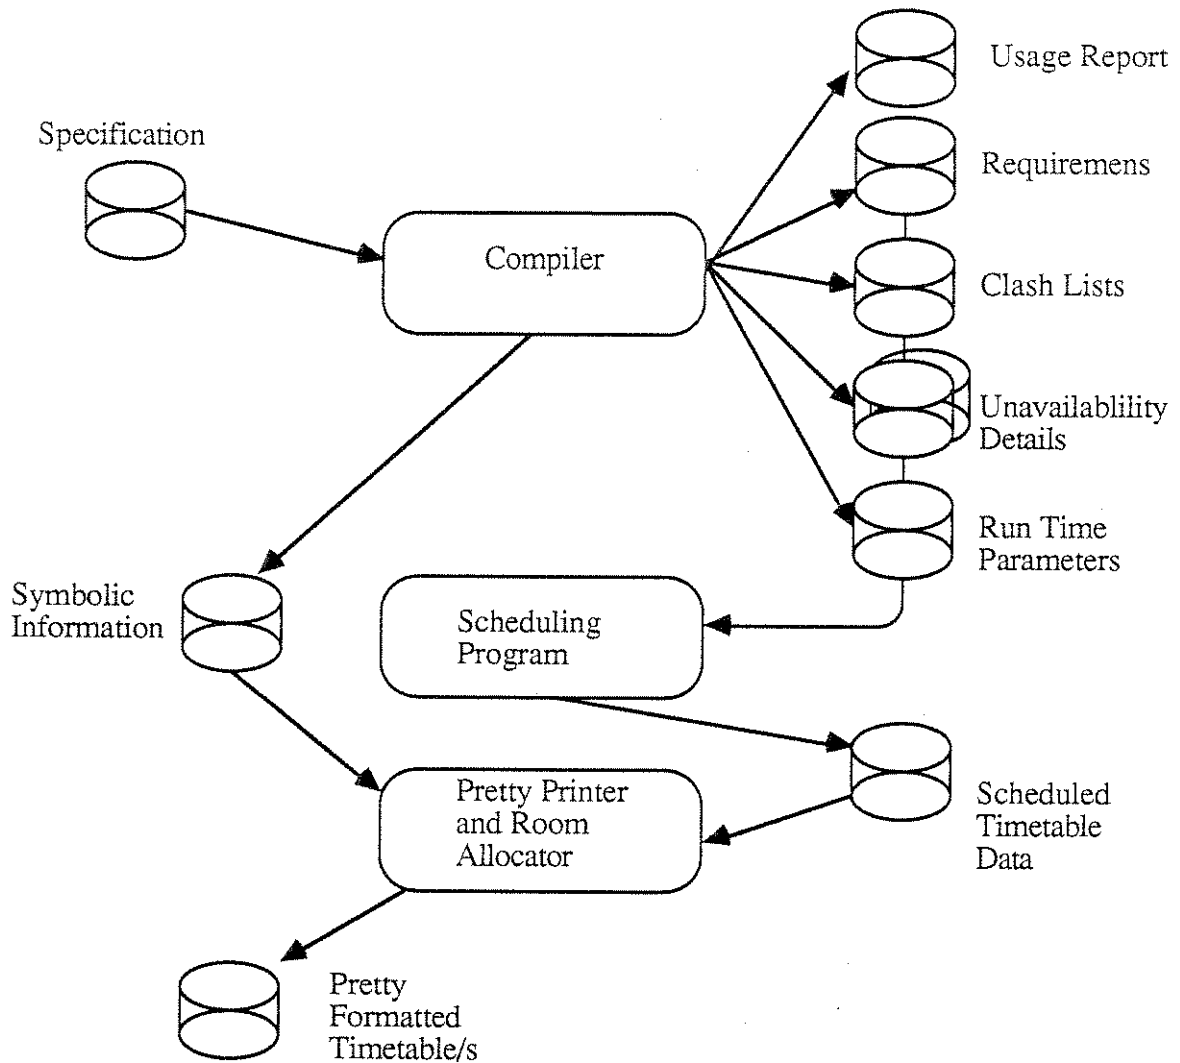 Usage Report
Specification
Requiremens
Compiler
Clash Lists
Unavailablility
Details
Run Time
Parameters
Symbolic
Information
Scheduling
Program
Pretty Printer
and Room
Allocator
Scheduled
Timetable
Data
Pretty
Formatted
Timetable/s